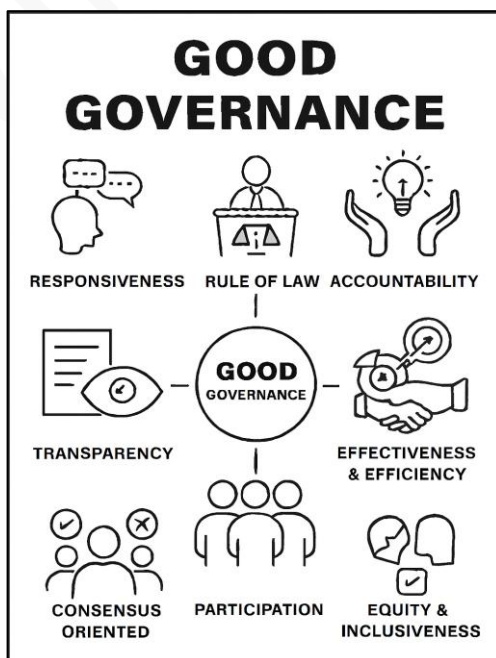 GOOD
GOVERNANCE
RESPONSIVENESS
RULE OF LAW
ACCOUNTABILITY
TRANSPARENCY
GOOD
GOVERNANCE
EFFECTIVENESS
& EFFICIENCY
CONSENSUS
ORIENTED
PARTICIPATION
EQUITY &
INCLUSIVENESS